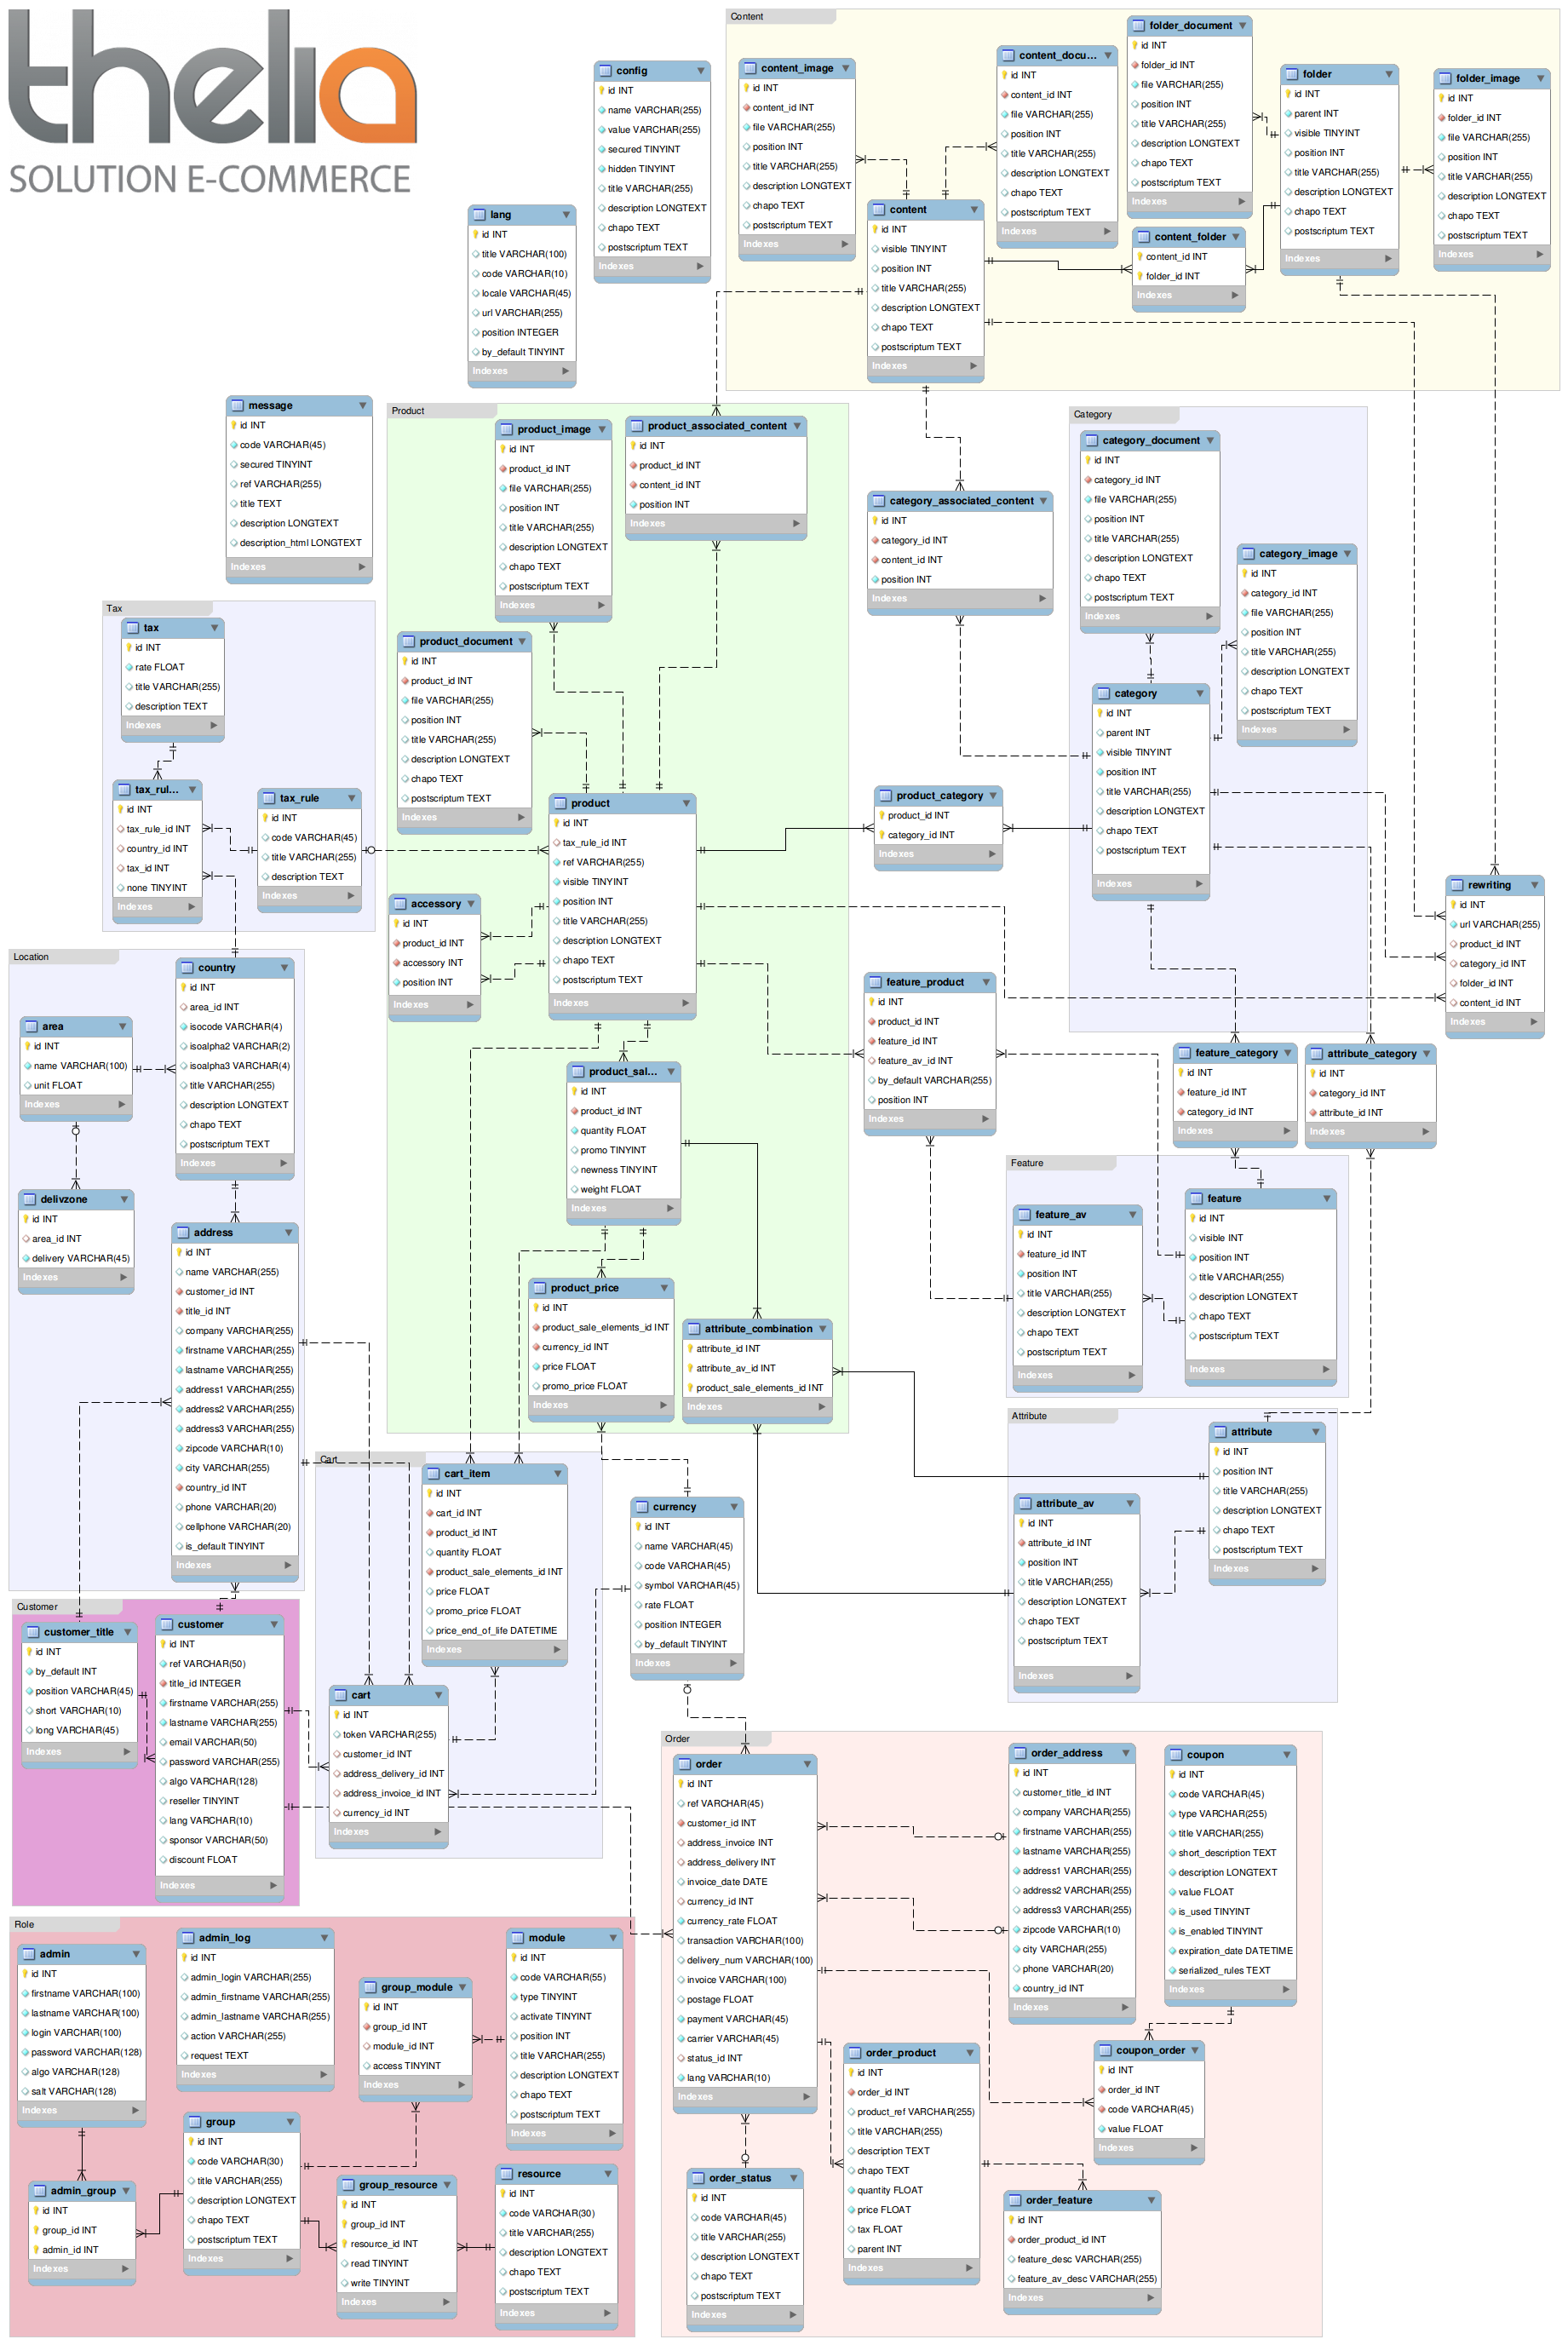 thelia
SOLUTION E-COMMERCE
config
id INT
name VARCHAR(255)
value VARCHAR(255)
secured TINYINT
hidden TINYINT
title VARCHAR(255)
description LONGTEXT
chapo TEXT
postscriptum TEXT
Indexes
lang
id INT
title VARCHAR(100)
code VARCHAR(10)
locale VARCHAR(45)
url VARCHAR(255)
position INTEGER
by_default TINYINT
Indexes
message
id INT
code VARCHAR(45)
secured TINYINT
ref VARCHAR(255)
title TEXT
description LONGTEXT
description_html LONGTEXT
Indexes
Content
content_image
id INT
content_id INT
file VARCHAR(255)
position INT
title VARCHAR(255)
description LONGTEXT
chapo TEXT
postscriptum TEXT
Indexes
content_docu...
id INT
content_id INT
file VARCHAR(255)
position INT
title VARCHAR(255)
description LONGTEXT
chapo TEXT
postscriptum TEXT
Indexes
folder_document
id INT
folder_id INT
file VARCHAR(255)
position INT
title VARCHAR(255)
description LONGTEXT
chapo TEXT
postscriptum TEXT
Indexes
folder
id INT
parent INT
visible TINYINT
position INT
title VARCHAR(255)
description LONGTEXT
chapo TEXT
postscriptum TEXT
Indexes
folder_image
id INT
folder_id INT
file VARCHAR(255)
position INT
title VARCHAR(255)
description LONGTEXT
chapo TEXT
postscriptum TEXT
Indexes
content
id INT
visible TINYINT
position INT
title VARCHAR(255)
description LONGTEXT
chapo TEXT
postscriptum TEXT
Indexes
content_folder
content_id INT
folder_id INT
Indexes
Product
product_image
id INT
product_id INT
file VARCHAR(255)
position INT
title VARCHAR(255)
description LONGTEXT
chapo TEXT
postscriptum TEXT
Indexes
product_associated_content
id INT
product_id INT
content_id INT
position INT
Indexes
product_document
id INT
product_id INT
file VARCHAR(255)
position INT
title VARCHAR(255)
description LONGTEXT
chapo TEXT
postscriptum TEXT
Indexes
product
id INT
tax_rule_id INT
ref VARCHAR(255)
visible TINYINT
position INT
title VARCHAR(255)
description LONGTEXT
chapo TEXT
postscriptum TEXT
Indexes
accessory
id INT
product_id INT
accessory INT
position INT
Indexes
product_sal...
id INT
product_id INT
quantity FLOAT
promo TINYINT
newness TINYINT
weight FLOAT
Indexes
product_price
id INT
product_sale_elements_id INT
currency_id INT
price FLOAT
promo_price FLOAT
Indexes
attribute_combination
attribute_id INT
attribute_av_id INT
product_sale_elements_id INT
Indexes
category_associated_content
id INT
category_id INT
content_id INT
position INT
Indexes
Category
category_document
id INT
category_id INT
file VARCHAR(255)
position INT
title VARCHAR(255)
description LONGTEXT
chapo TEXT
postscriptum TEXT
Indexes
category_image
id INT
category_id INT
file VARCHAR(255)
position INT
title VARCHAR(255)
description LONGTEXT
chapo TEXT
postscriptum TEXT
Indexes
category
id INT
parent INT
visible TINYINT
position INT
title VARCHAR(255)
description LONGTEXT
chapo TEXT
postscriptum TEXT
Indexes
product_category
product_id INT
category_id INT
Indexes
rewriting
id INT
url VARCHAR(255)
product_id INT
category_id INT
folder_id INT
content_id INT
Indexes
feature_product
id INT
product_id INT
feature_id INT
feature_av_id INT
by_default VARCHAR(255)
position INT
Indexes
feature_category
id INT
feature_id INT
category_id INT
Indexes
attribute_category
id INT
category_id INT
attribute_id INT
Indexes
Tax
tax
id INT
rate FLOAT
title VARCHAR(255)
description TEXT
Indexes
tax_rul...
id INT
tax_rule_id INT
country_id INT
tax_id INT
none TINYINT
Indexes
tax_rule
id INT
code VARCHAR(45)
title VARCHAR(255)
description TEXT
Indexes
Location
country
id INT
area_id INT
isocode VARCHAR(4)
isoalpha2 VARCHAR(2)
isoalpha3 VARCHAR(4)
title VARCHAR(255)
description LONGTEXT
chapo TEXT
postscriptum TEXT
Indexes
area
id INT
name VARCHAR(100)
unit FLOAT
Indexes
delivzone
id INT
area_id INT
delivery VARCHAR(45)
Indexes
address
id INT
name VARCHAR(255)
customer_id INT
title_id INT
company VARCHAR(255)
firstname VARCHAR(255)
lastname VARCHAR(255)
address1 VARCHAR(255)
address2 VARCHAR(255)
address3 VARCHAR(255)
zipcode VARCHAR(10)
city VARCHAR(255)
country_id INT
phone VARCHAR(20)
cellphone VARCHAR(20)
is_default TINYINT
Indexes
Feature
feature_av
id INT
feature_id INT
position INT
title VARCHAR(255)
description LONGTEXT
chapo TEXT
postscriptum TEXT
Indexes
feature
id INT
visible INT
position INT
title VARCHAR(255)
description LONGTEXT
chapo TEXT
postscriptum TEXT
Indexes
Attribute
attribute
id INT
position INT
title VARCHAR(255)
description LONGTEXT
chapo TEXT
postscriptum TEXT
Indexes
attribute_av
id INT
attribute_id INT
position INT
title VARCHAR(255)
description LONGTEXT
chapo TEXT
postscriptum TEXT
Indexes
Cart
cart_item
id INT
cart_id INT
product_id INT
quantity FLOAT
product_sale_elements_id INT
price FLOAT
promo_price FLOAT
price_end_of_life DATETIME
Indexes
cart
id INT
token VARCHAR(255)
customer_id INT
address_delivery_id INT
address_invoice_id INT
currency_id INT
Indexes
currency
id INT
name VARCHAR(45)
code VARCHAR(45)
symbol VARCHAR(45)
rate FLOAT
position INTEGER
by_default TINYINT
Indexes
Customer
customer_title
id INT
by_default INT
position VARCHAR(45)
short VARCHAR(10)
long VARCHAR(45)
Indexes
customer
id INT
ref VARCHAR(50)
title_id INTEGER
firstname VARCHAR(255)
lastname VARCHAR(255)
email VARCHAR(50)
password VARCHAR(255)
algo VARCHAR(128)
reseller TINYINT
lang VARCHAR(10)
sponsor VARCHAR(50)
discount FLOAT
Indexes
Order
order
id INT
ref VARCHAR(45)
customer_id INT
address_invoice INT
address_delivery INT
invoice_date DATE
currency_id INT
currency_rate FLOAT
transaction VARCHAR(100)
delivery_num VARCHAR(100)
invoice VARCHAR(100)
postage FLOAT
payment VARCHAR(45)
carrier VARCHAR(45)
status_id INT
lang VARCHAR(10)
Indexes
order_address
id INT
customer_title_id INT
company VARCHAR(255)
firstname VARCHAR(255)
lastname VARCHAR(255)
address1 VARCHAR(255)
address2 VARCHAR(255)
address3 VARCHAR(255)
zipcode VARCHAR(10)
city VARCHAR(255)
phone VARCHAR(20)
country_id INT
Indexes
coupon
id INT
code VARCHAR(45)
type VARCHAR(255)
title VARCHAR(255)
short_description TEXT
description LONGTEXT
value FLOAT
is_used TINYINT
is_enabled TINYINT
expiration_date DATETIME
serialized_rules TEXT
Indexes
order_product
id INT
order_id INT
product_ref VARCHAR(255)
title VARCHAR(255)
description TEXT
chapo TEXT
quantity FLOAT
price FLOAT
tax FLOAT
parent INT
Indexes
coupon_order
id INT
order_id INT
code VARCHAR(45)
value FLOAT
Indexes
order_status
id INT
code VARCHAR(45)
title VARCHAR(255)
description LONGTEXT
chapo TEXT
postscriptum TEXT
Indexes
order_feature
id INT
order_product_id INT
feature_desc VARCHAR(255)
feature_av_desc VARCHAR(255)
Indexes
Role
admin
id INT
firstname VARCHAR(100)
lastname VARCHAR(100)
login VARCHAR(100)
password VARCHAR(128)
algo VARCHAR(128)
salt VARCHAR(128)
Indexes
admin_log
id INT
admin_login VARCHAR(255)
admin_firstname VARCHAR(255)
admin_lastname VARCHAR(255)
action VARCHAR(255)
request TEXT
Indexes
group_module
id INT
group_id INT
module_id INT
access TINYINT
Indexes
module
id INT
code VARCHAR(55)
type TINYINT
activate TINYINT
position INT
title VARCHAR(255)
description LONGTEXT
chapo TEXT
postscriptum TEXT
Indexes
group
id INT
code VARCHAR(30)
title VARCHAR(255)
description LONGTEXT
chapo TEXT
postscriptum TEXT
Indexes
admin_group
id INT
group_id INT
admin_id INT
Indexes
group_resource
id INT
group_id INT
resource_id INT
read TINYINT
write TINYINT
Indexes
resource
id INT
code VARCHAR(30)
title VARCHAR(255)
description LONGTEXT
chapo TEXT
postscriptum TEXT
Indexes